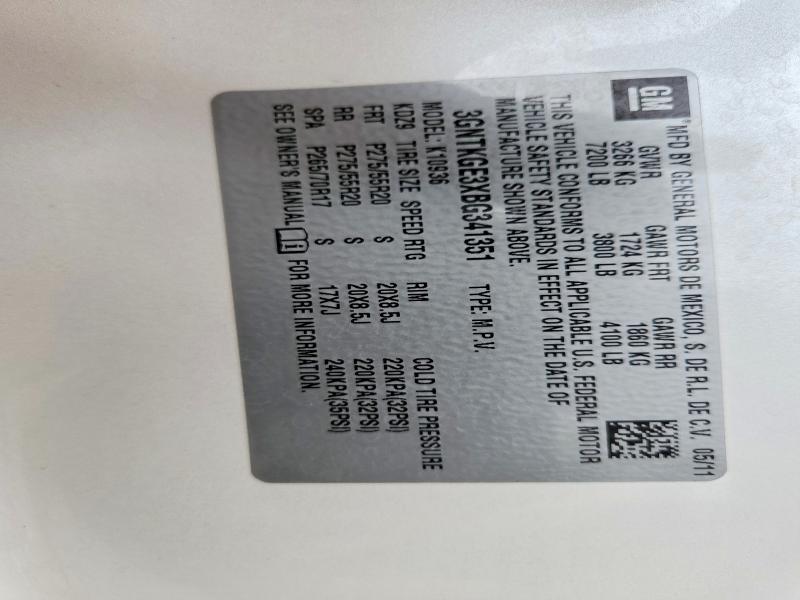 GM
MFD BY GENERAL MOTORS DE MEXICO, S. DE R.L. DE C.V. 05/11
GVWR GAWR FRT GAWR RR
3266 KG 1724 KG 1860 KG
7200 LB 3800 LB 4100 LB
THIS VEHICLE CONFORMS TO ALL APPLICABLE U.S. FEDERAL MOTOR
VEHICLE SAFETY STANDARDS IN EFFECT ON THE DATE OF
MANUFACTURE SHOWN ABOVE.
3GNTKGE3XBG341351 TYPE: M.P.V.
MODEL: K10936
KDZ9 TIRE SIZE SPEED RTG RIM COLD TIRE PRESSURE
FRT P275/55R20 S 20X8.5J 220KPA(32PSI)
RR P275/55R20 S 20X8.5J 220KPA(32PSI)
SPA P265/70R17 S 17X7J 240KPA(35PSI)
SEE OWNER'S MANUAL FOR MORE INFORMATION.